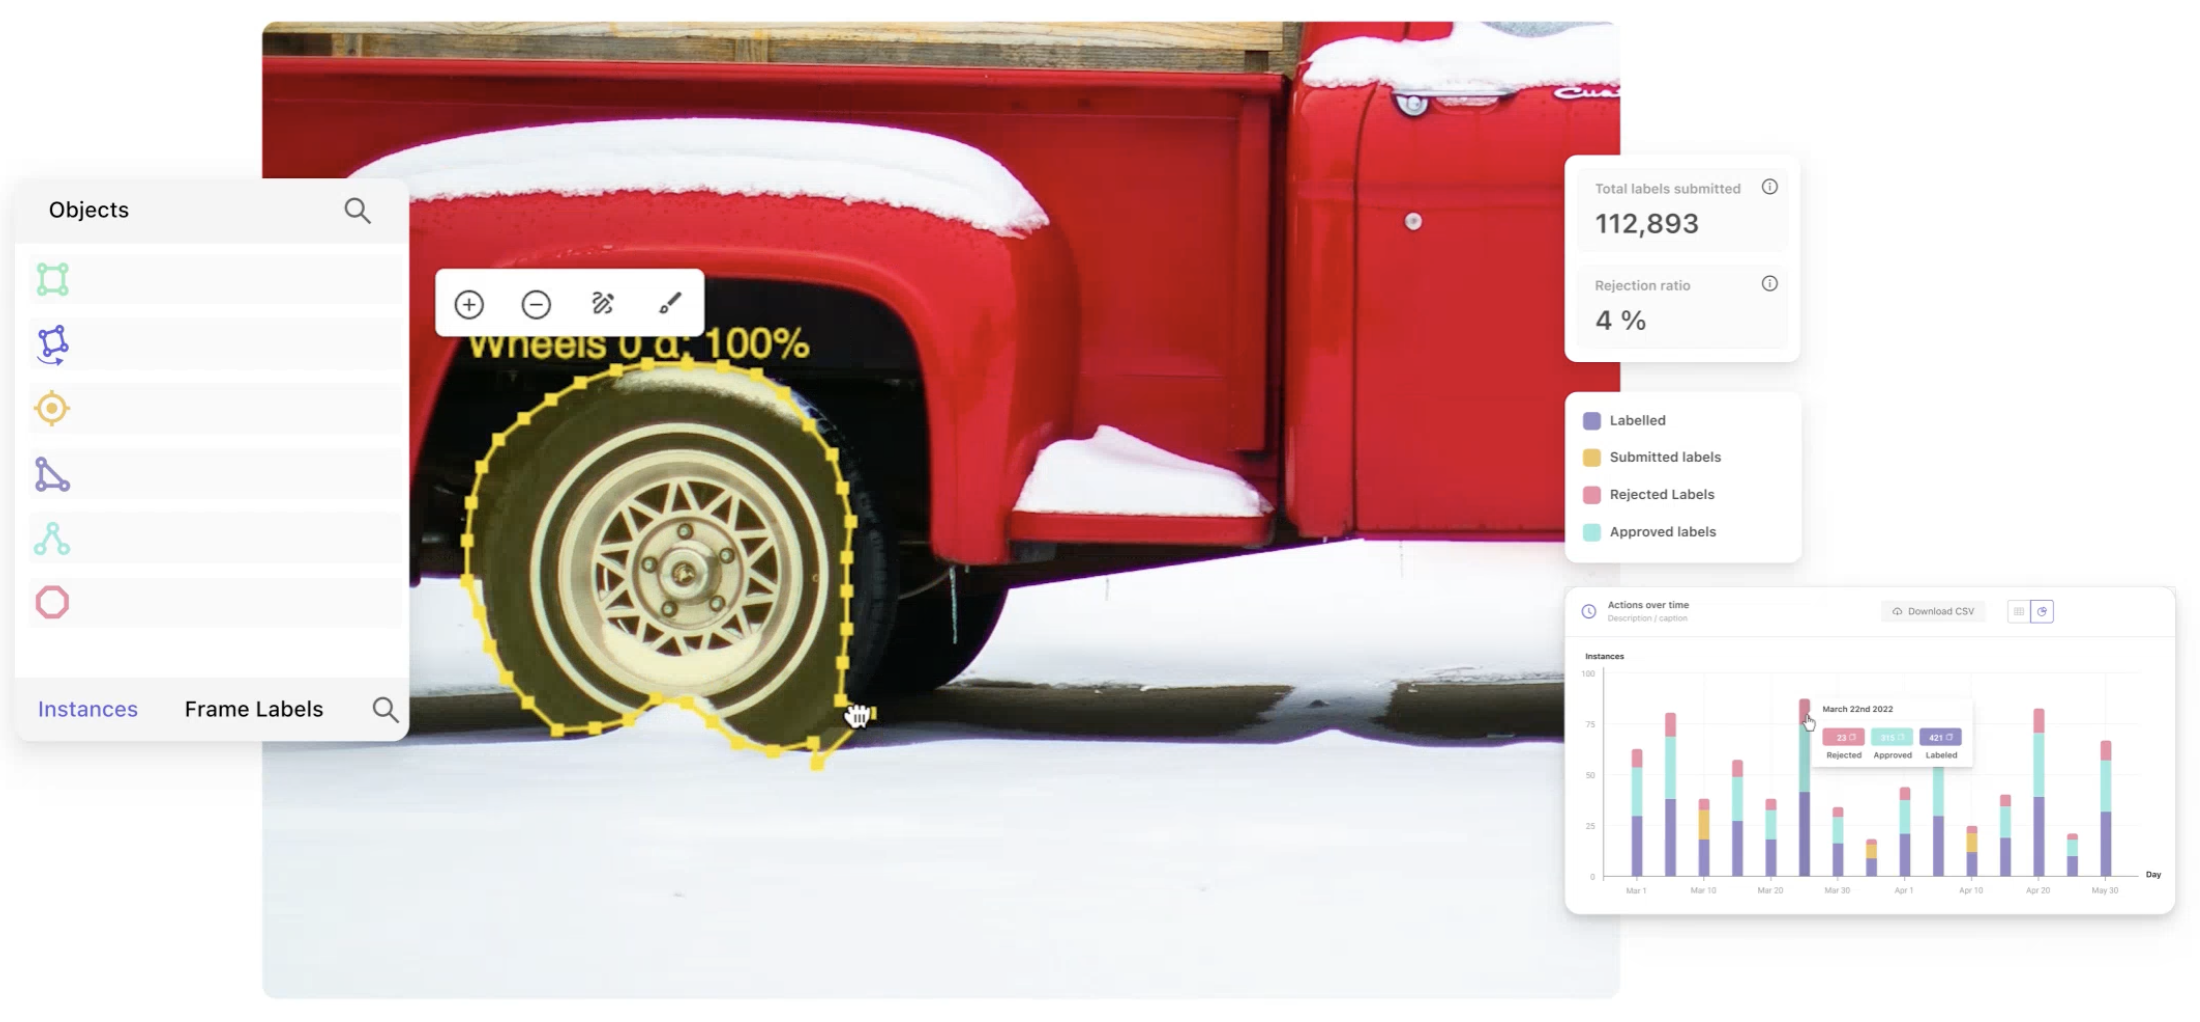 Objects
Instances
Frame Labels
Wheels 0 a: 100%
Total labels submitted
112,893
Rejection ratio
4 %
Labelled
Submitted labels
Rejected Labels
Approved labels
Actions over time
Description / caption
Download CSV
Instances
100
75
50
25
0
March 22nd 2022
23
315
421
Rejected
Approved
Labeled
Mar 1
Mar 10
Mar 20
Mar 30
Apr 1
Apr 10
Apr 20
May 30
Day